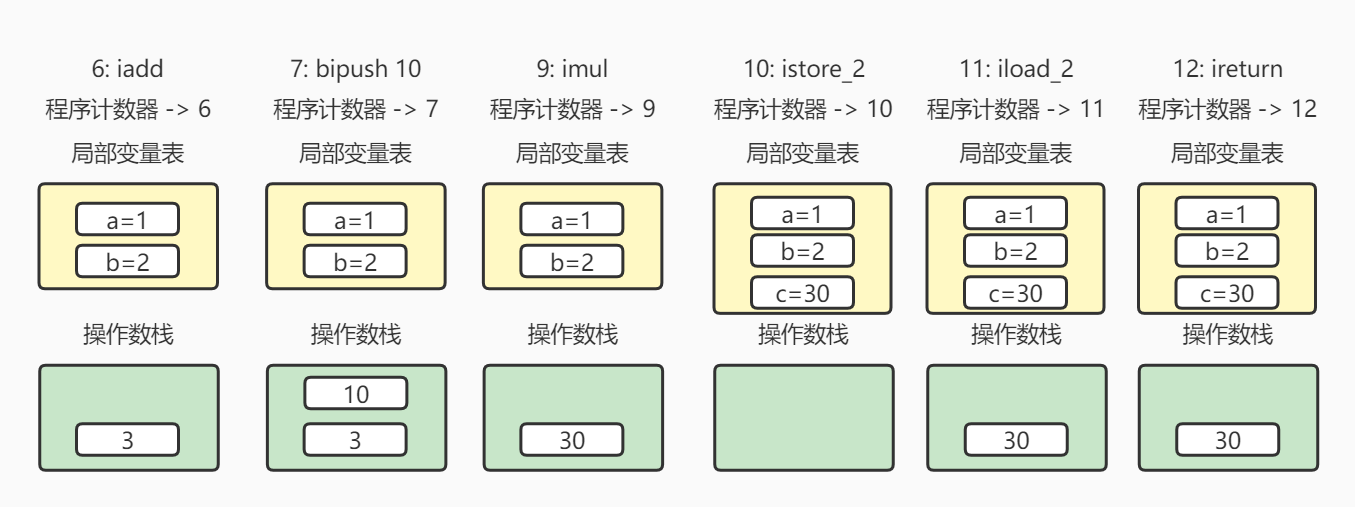 6: iadd
程序计数器 -> 6
局部变量表
a=1
b=2
操作数栈
3
7: bipush 10
程序计数器 -> 7
局部变量表
a=1
b=2
操作数栈
10
3
9: imul
程序计数器 -> 9
局部变量表
a=1
b=2
操作数栈
30
10: istore_2
程序计数器 -> 10
局部变量表
a=1
b=2
c=30
操作数栈
11: iload_2
程序计数器 -> 11
局部变量表
a=1
b=2
c=30
操作数栈
30
12: ireturn
程序计数器 -> 12
局部变量表
a=1
b=2
c=30
操作数栈
30